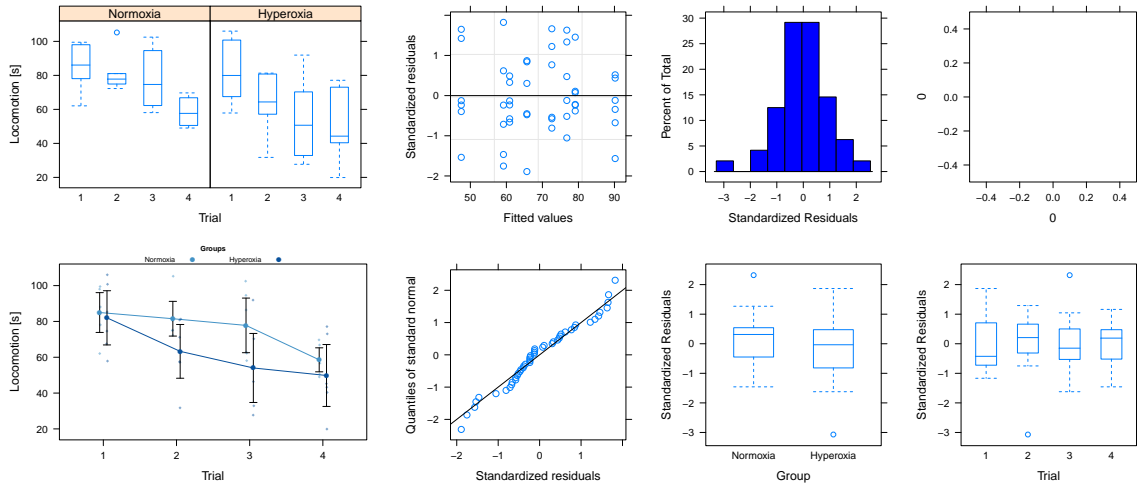 Normoxia Hyperoxia
Locomotion [s]
100
80
60
40
20
1 2 3 4 1 2 3 4
Trial
Standardized residuals
2
1
0
−1
−2
50 60 70 80 90
Fitted values
Percent of Total
30
25
20
15
10
5
0
−3 −2 −1 0 1 2
Standardized Residuals
0
0.4
0.2
0.0
−0.2
−0.4
−0.4 −0.2 0.0 0.2 0.4
0
Groups
Normoxia Hyperoxia
Locomotion [s]
100
80
60
40
20
1 2 3 4
Trial
Quantiles of standard normal
2
1
0
−1
−2
−2 −1 0 1 2
Standardized residuals
Standardized Residuals
2
1
0
−1
−2
−3
Normoxia Hyperoxia
Group
Standardized Residuals
2
1
0
−1
−2
−3
1 2 3 4
Trial